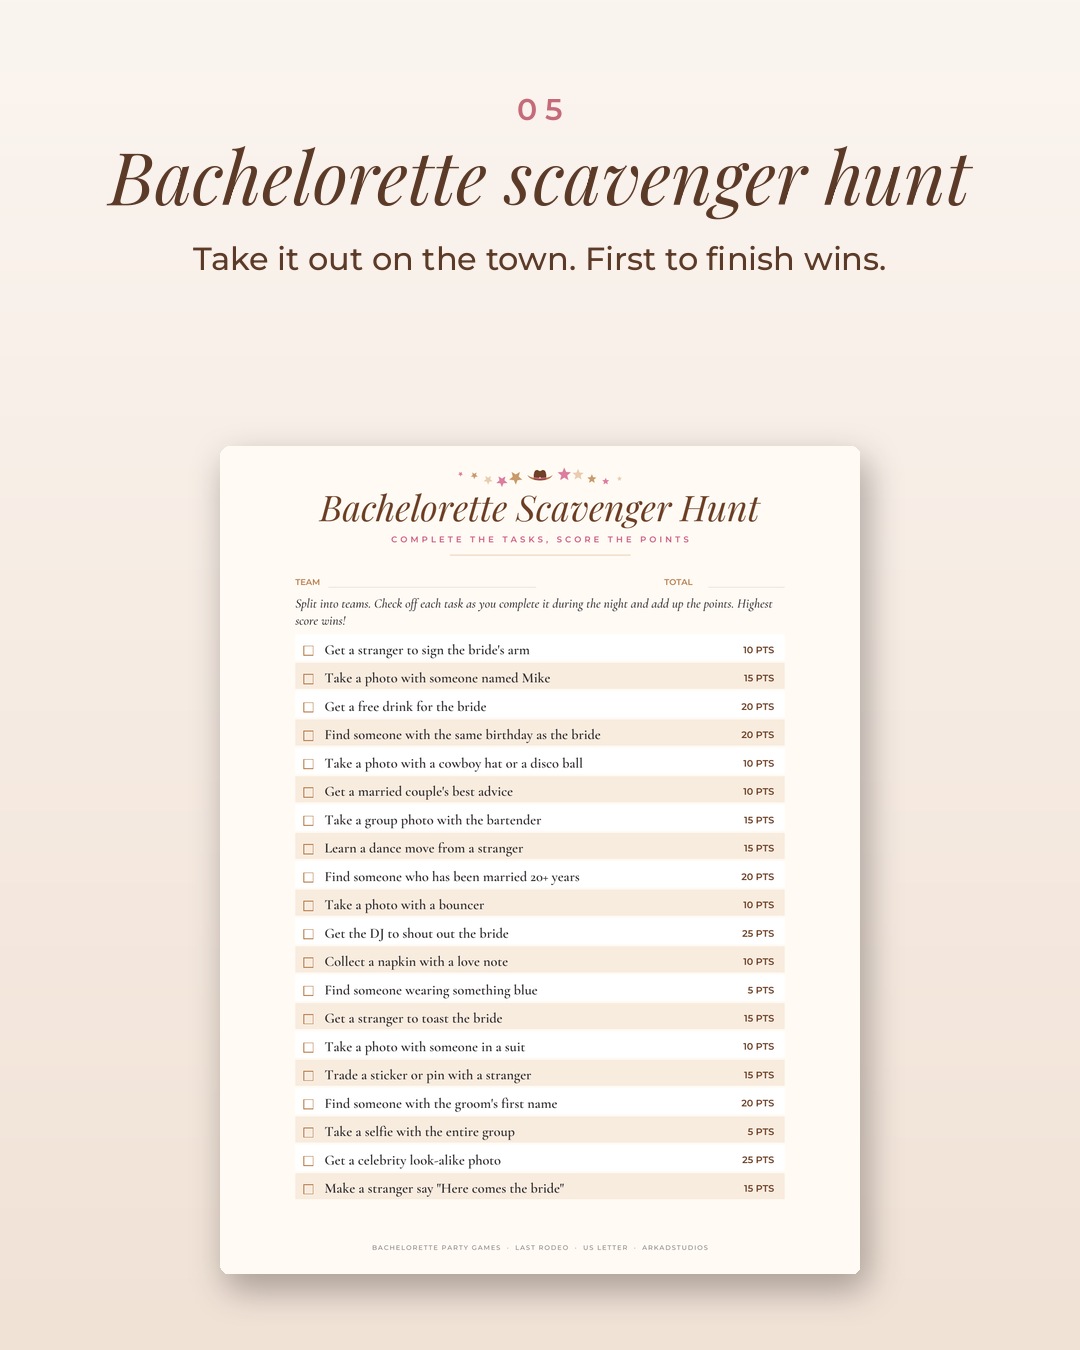 05
Bachelorette scavenger hunt
Take it out on the town. First to finish wins.
Bachelorette Scavenger Hunt
COMPLETE THE TASKS, SCORE THE POINTS
TEAM TOTAL
Split into teams. Check off each task as you complete it during the night and add up the points. Highest
score wins!
Get a stranger to sign the bride's arm 10 PTS
Take a photo with someone named Mike 15 PTS
Get a free drink for the bride 20 PTS
Find someone with the same birthday as the bride 20 PTS
Take a photo with a cowboy hat or a disco ball 10 PTS
Get a married couple's best advice 10 PTS
Take a group photo with the bartender 15 PTS
Learn a dance move from a stranger 15 PTS
Find someone who has been married 20+ years 20 PTS
Take a photo with a bouncer 10 PTS
Get the DJ to shout out the bride 25 PTS
Collect a napkin with a love note 10 PTS
Find someone wearing something blue 5 PTS
Get a stranger to toast the bride 15 PTS
Take a photo with someone in a suit 10 PTS
Trade a sticker or pin with a stranger 15 PTS
Find someone with the groom's first name 20 PTS
Take a selfie with the entire group 5 PTS
Get a celebrity look-alike photo 25 PTS
Make a stranger say "Here comes the bride" 15 PTS
BACHELORETTE PARTY GAMES · LAST RODEO · US LETTER · ARKADSTUDIOS